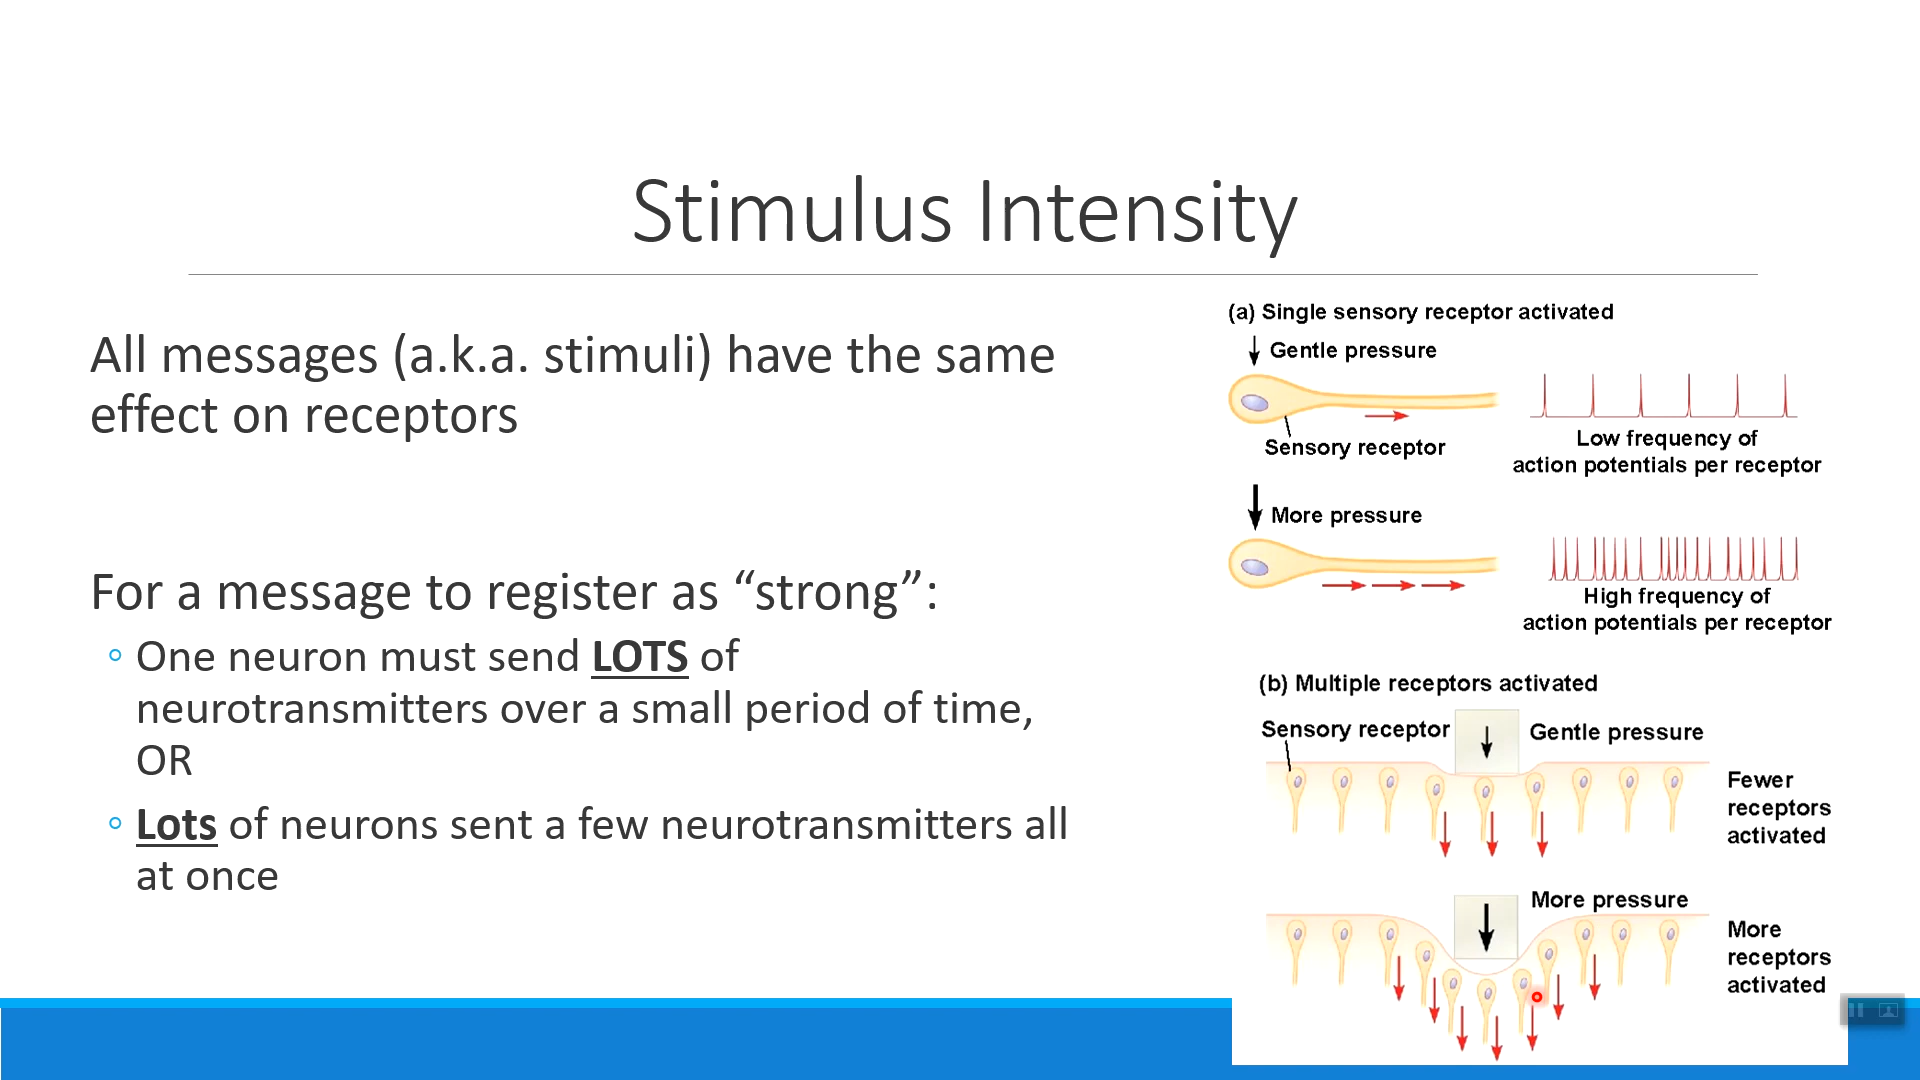 Stimulus Intensity
All messages (a.k.a. stimuli) have the same
effect on receptors
For a message to register as “strong”:
◦ One neuron must send LOTS of
neurotransmitters over a small period of time,
OR
◦ Lots of neurons sent a few neurotransmitters all
at once
(a) Single sensory receptor activated
Gentle pressure
Sensory receptor
Low frequency of
action potentials per receptor
More pressure
High frequency of
action potentials per receptor
(b) Multiple receptors activated
Sensory receptor
Gentle pressure
Fewer
receptors
activated
More pressure
More
receptors
activated